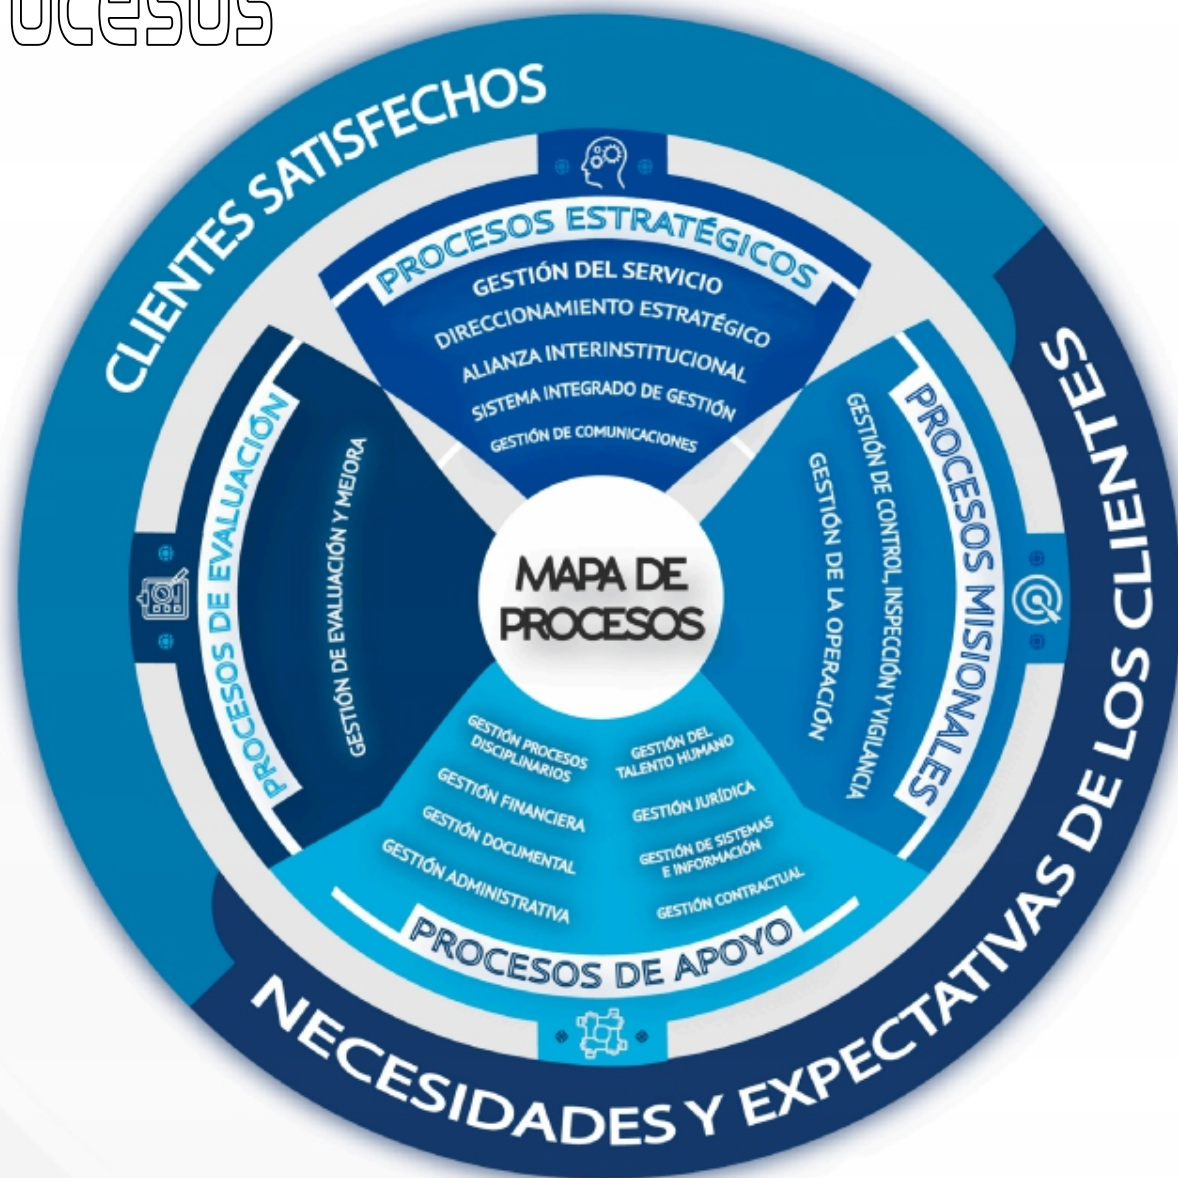 CLIENTES SATISFECHOS
PROCESOS ESTRATÉGICOS
GESTIÓN DEL SERVICIO
DIRECCIONAMIENTO ESTRATÉGICO
ALIANZA INTERINSTITUCIONAL
SISTEMA INTEGRADO DE GESTIÓN
GESTIÓN DE COMUNICACIONES
PROCESOS DE EVALUACIÓN
GESTIÓN DE EVALUACIÓN Y MEJORA
MAPA DE
PROCESOS
PROCESOS MISIONALES
GESTIÓN DE CONTROL, INSPECCIÓN Y VIGILANCIA
GESTIÓN DE LA OPERACIÓN
GESTIÓN PROCESOS
DISCIPLINARIOS
GESTIÓN FINANCIERA
GESTIÓN DOCUMENTAL
GESTIÓN ADMINISTRATIVA
GESTIÓN DEL
TALENTO HUMANO
GESTIÓN JURÍDICA
GESTIÓN DE SISTEMAS
E INFORMACIÓN
GESTIÓN CONTRACTUAL
PROCESOS DE APOYO
NECESIDADES Y EXPECTATIVAS DE LOS CLIENTES